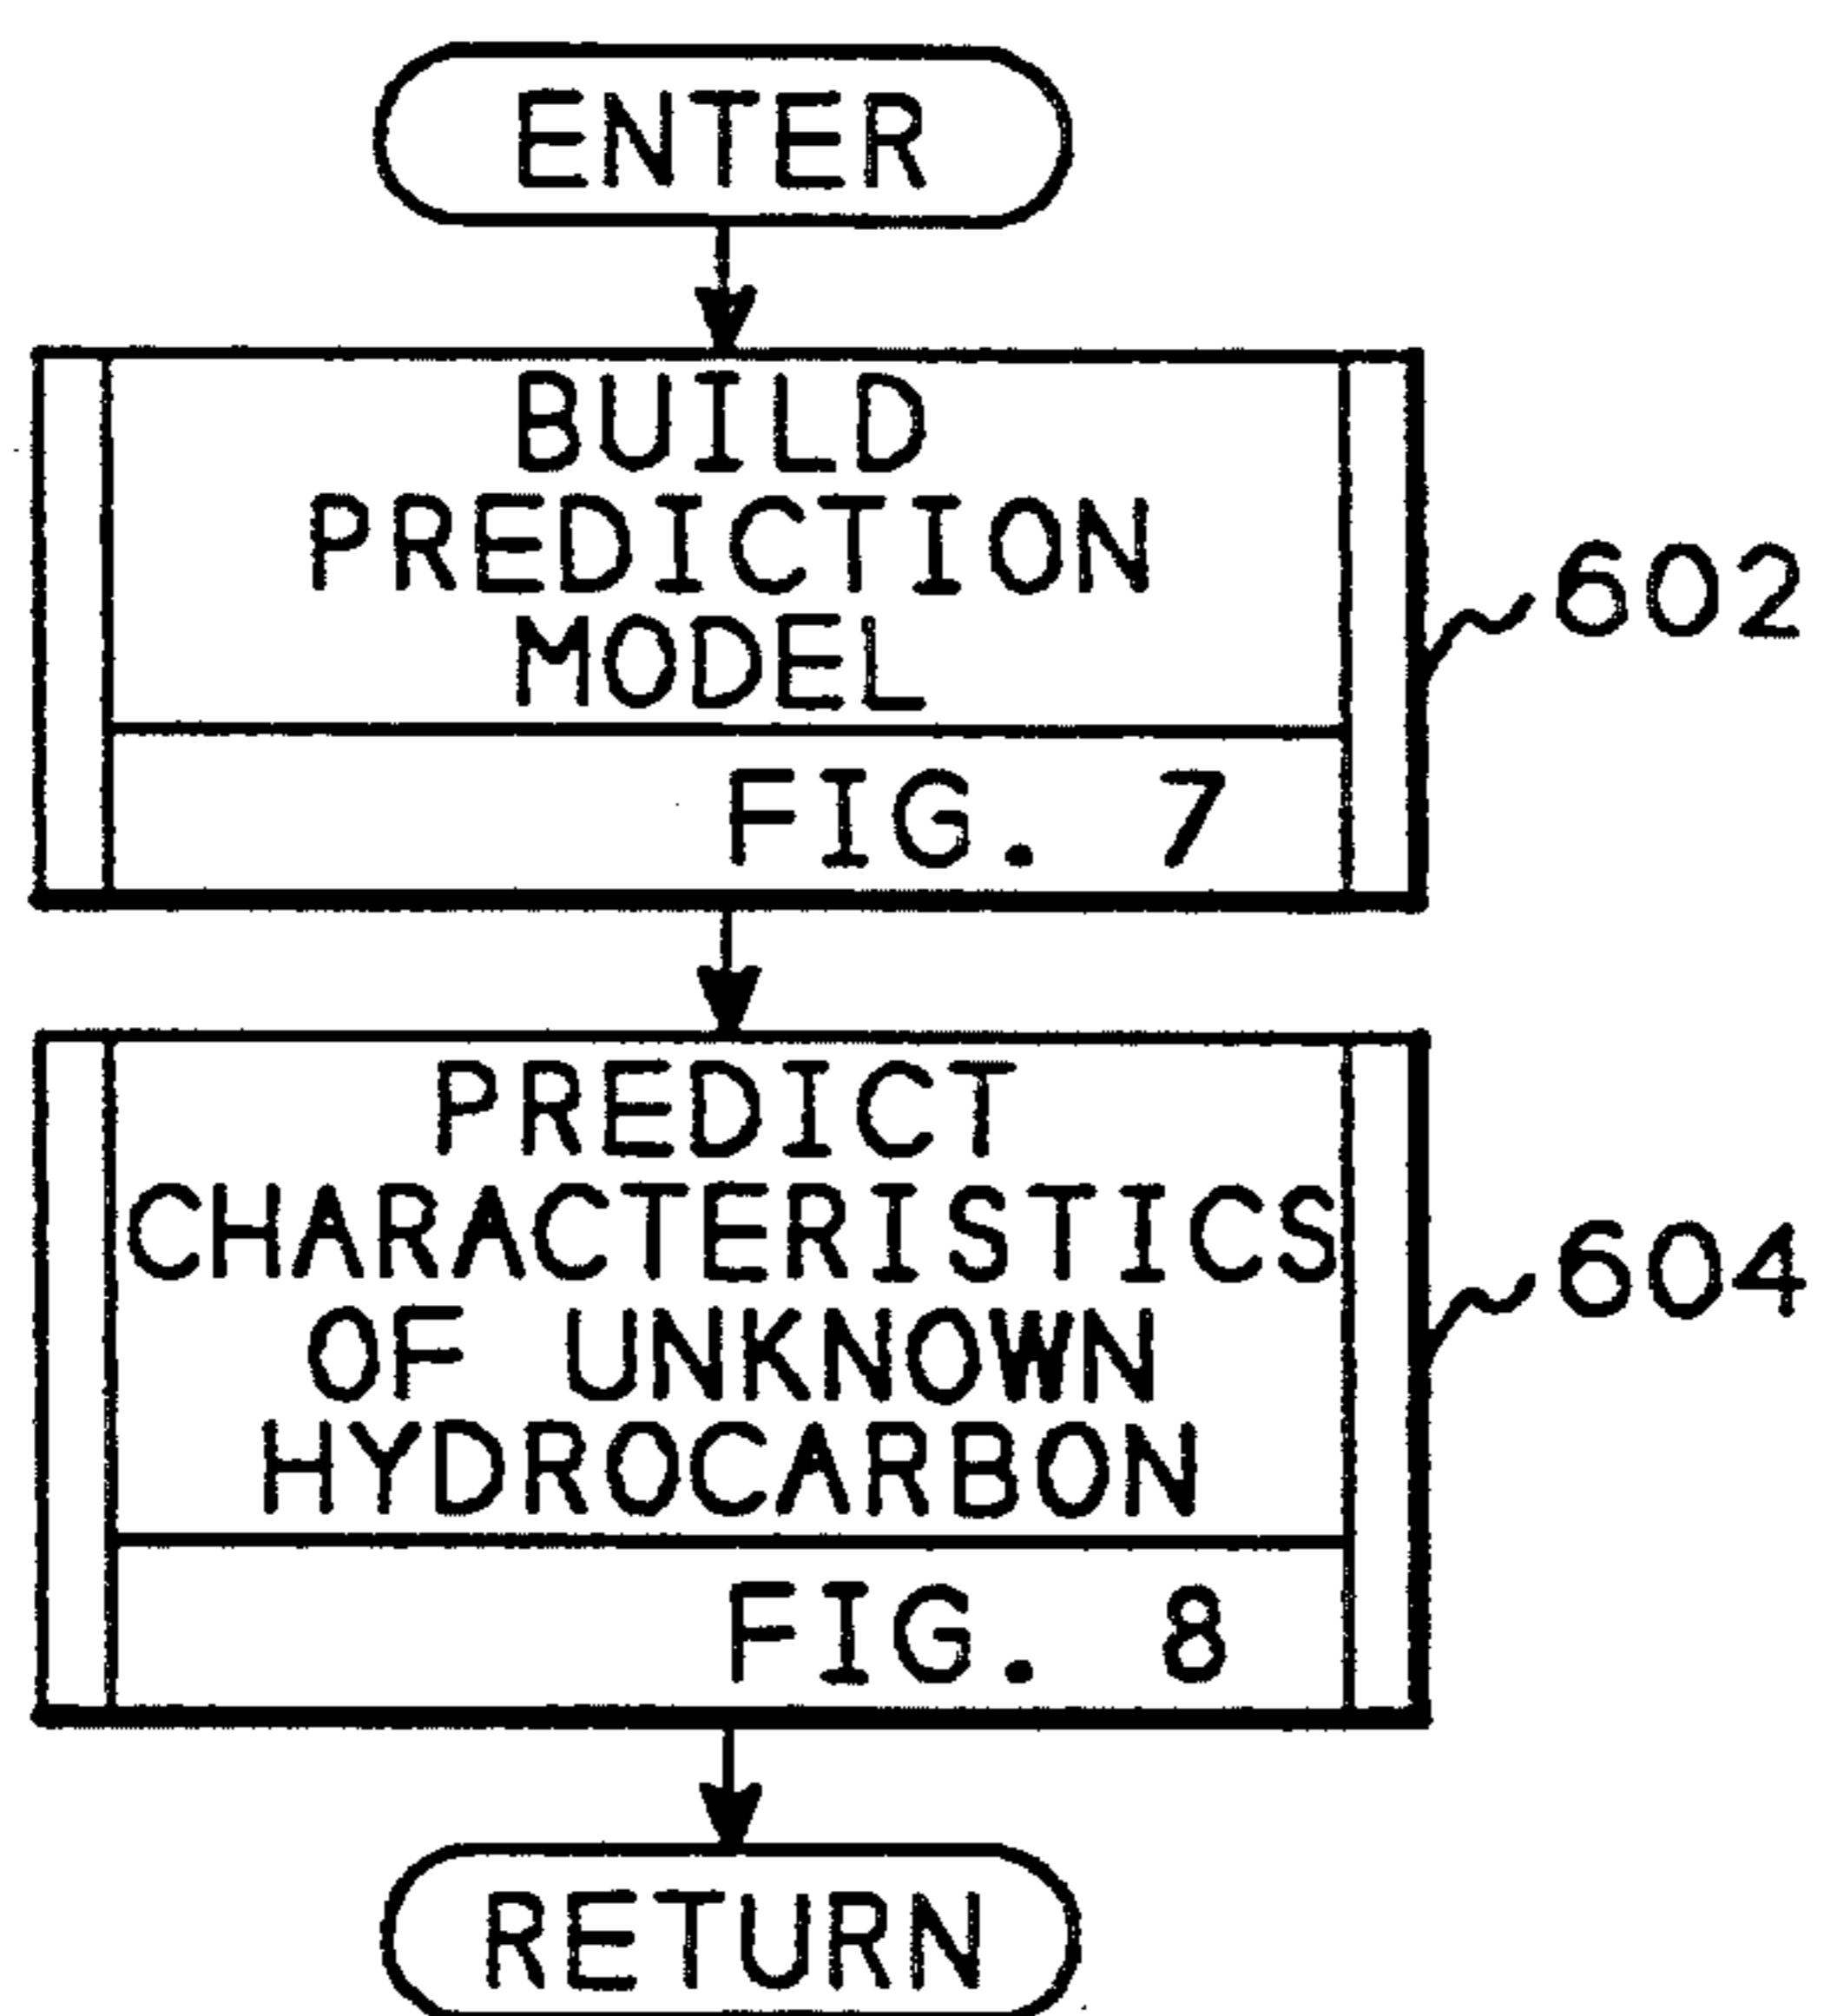 ENTER
BUILD
PREDICTION
MODEL
FIG. 7
602
PREDICT
CHARACTERISTICS
OF UNKNOWN
HYDROCARBON
FIG. 8
604
RETURN